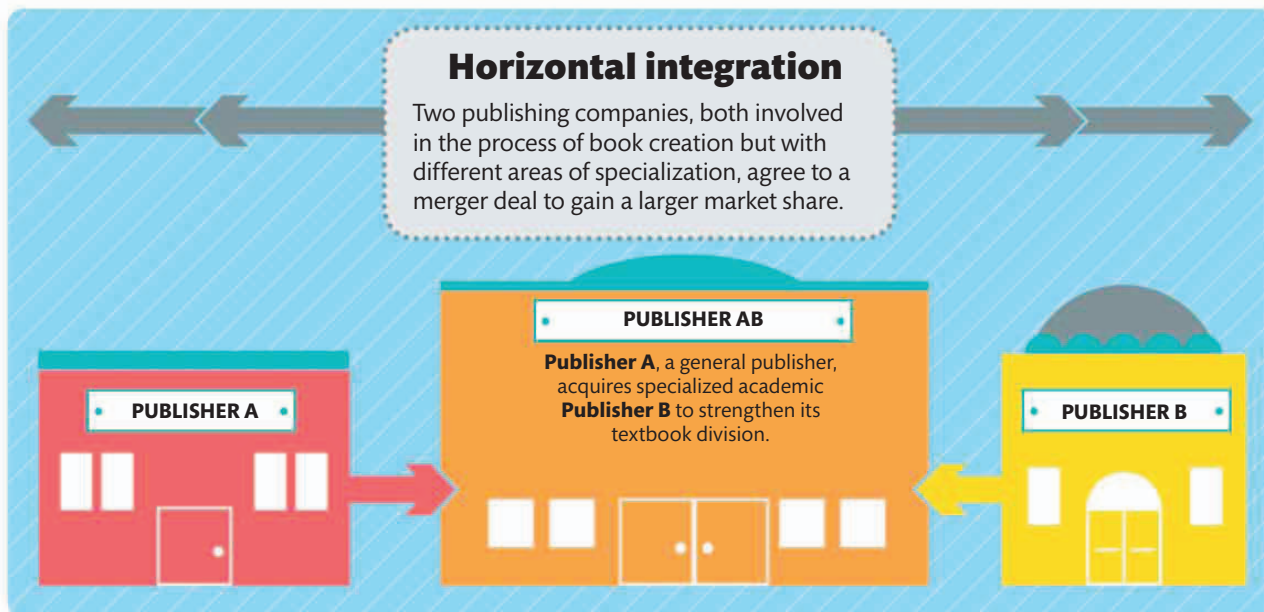 Horizontal integration
Two publishing companies, both involved
in the process of book creation but with
different areas of specialization, agree to a
merger deal to gain a larger market share.
PUBLISHER AB
Publisher A, a general publisher,
acquires specialized academic
Publisher B to strengthen its
textbook division.
PUBLISHER A
PUBLISHER B